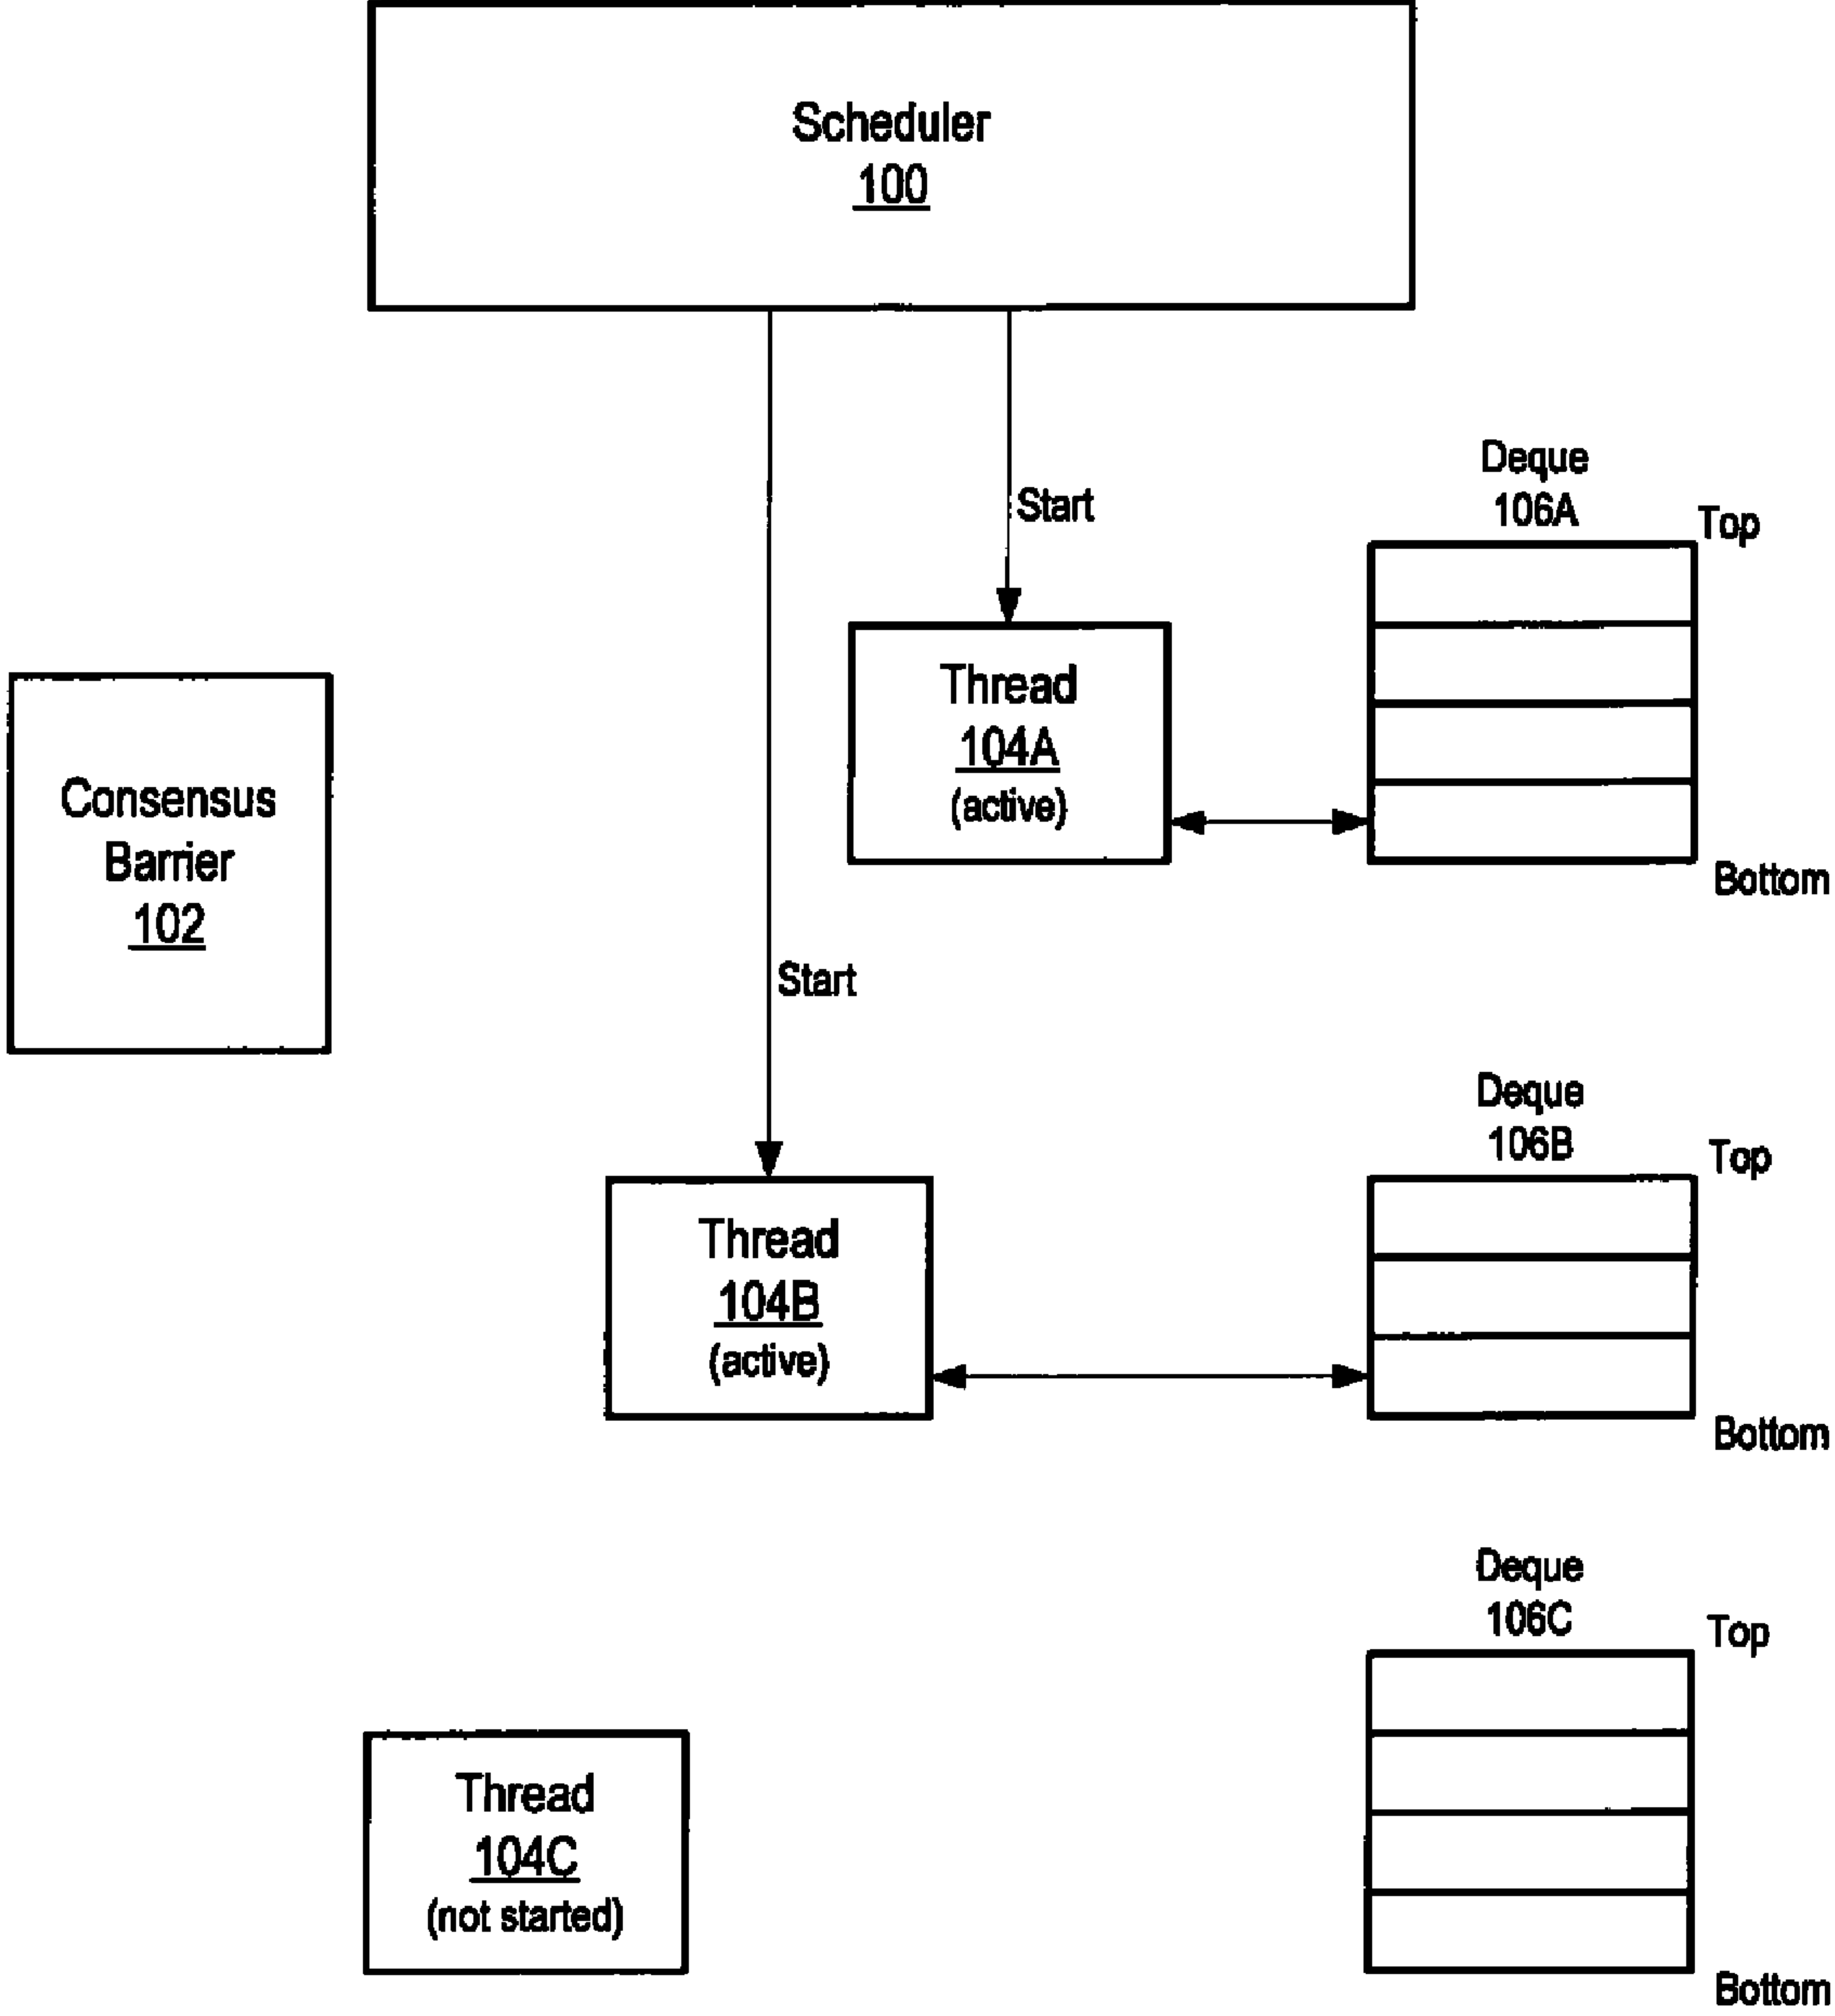 Scheduler
100
Start
Deque
106A
Top
Thread
104A
(active)
Bottom
Consensus
Barrier
102
Start
Deque
106B
Top
Thread
104B
(active)
Bottom
Deque
106C
Top
Thread
104C
(not started)
Bottom